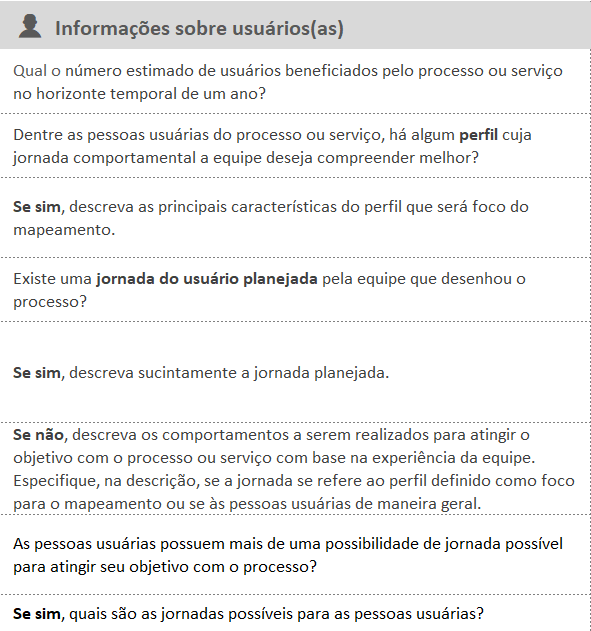 Informações sobre usuários(as)
Qual o número estimado de usuários beneficiados pelo processo ou serviço
no horizonte temporal de um ano?
Dentre as pessoas usuárias do processo ou serviço, há algum perfil cuja
jornada comportamental a equipe deseja compreender melhor?
Se sim, descreva as principais características do perfil que será foco do
mapeamento.
Existe uma jornada do usuário planejada pela equipe que desenhou o
processo?
Se sim, descreva sucintamente a jornada planejada.
Se não, descreva os comportamentos a serem realizados para atingir o
objetivo com o processo ou serviço com base na experiência da equipe.
Especifique, na descrição, se a jornada se refere ao perfil definido como foco
para o mapeamento ou se às pessoas usuárias de maneira geral.
As pessoas usuárias possuem mais de uma possibilidade de jornada possível
para atingir seu objetivo com o processo?
Se sim, quais são as jornadas possíveis para as pessoas usuárias?